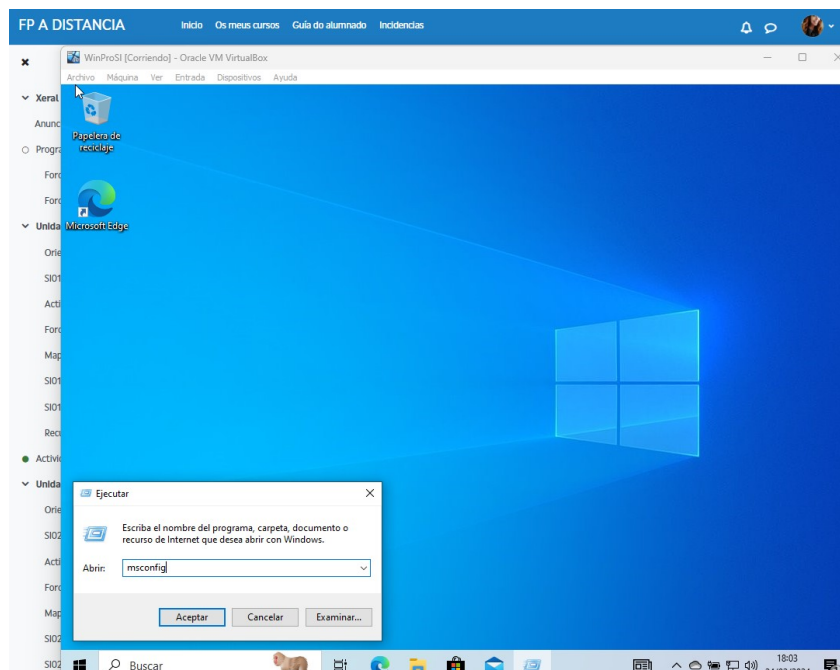 FP A DISTANCIA
Inicio Os meus cursos Guía do alumnado Incidencias
WinProSI [Corriendo] - Oracle VM VirtualBox
Archivo Máquina Ver Entrada Dispositivos Ayuda
Xeral
Anunc
Progra
Foro
Foro
Unida
Orie
SI01
Acti
Foro
Map
SI01
SI01
Recu
Activi
Unida
Orie
SI02
Acti
Foro
Map
SI02
SI02
Papelera de
reciclaje
Microsoft Edge
Ejecutar
Escriba el nombre del programa, carpeta, documento o
recurso de Internet que desea abrir con Windows.
Abrir: msconfig
Aceptar Cancelar Examinar...
Buscar
18:03